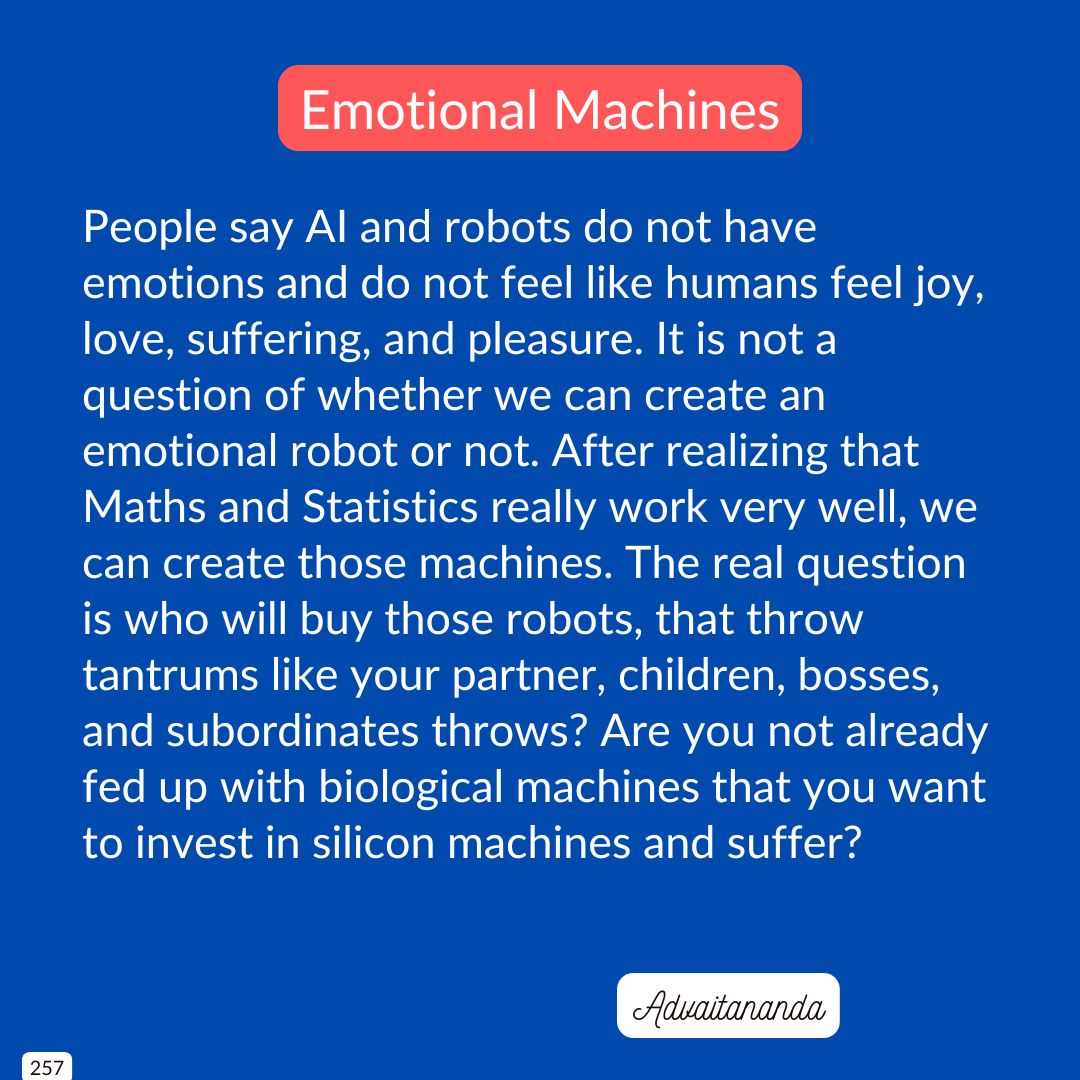 Emotional Machines
People say AI and robots do not have
emotions and do not feel like humans feel joy,
love, suffering, and pleasure. It is not a
question of whether we can create an
emotional robot or not. After realizing that
Maths and Statistics really work very well, we
can create those machines. The real question
is who will buy those robots, that throw
tantrums like your partner, children, bosses,
and subordinates throws? Are you not already
fed up with biological machines that you want
to invest in silicon machines and suffer?
Advaitananda
257